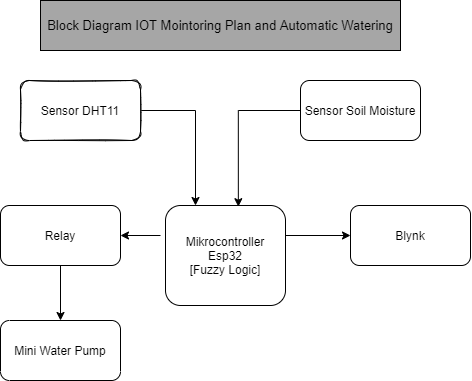 Block Diagram IOT Mointoring Plan and Automatic Watering
Sensor DHT11
Sensor Soil Moisture
Relay
Mikrocontroller
Esp32
[Fuzzy Logic]
Blynk
Mini Water Pump